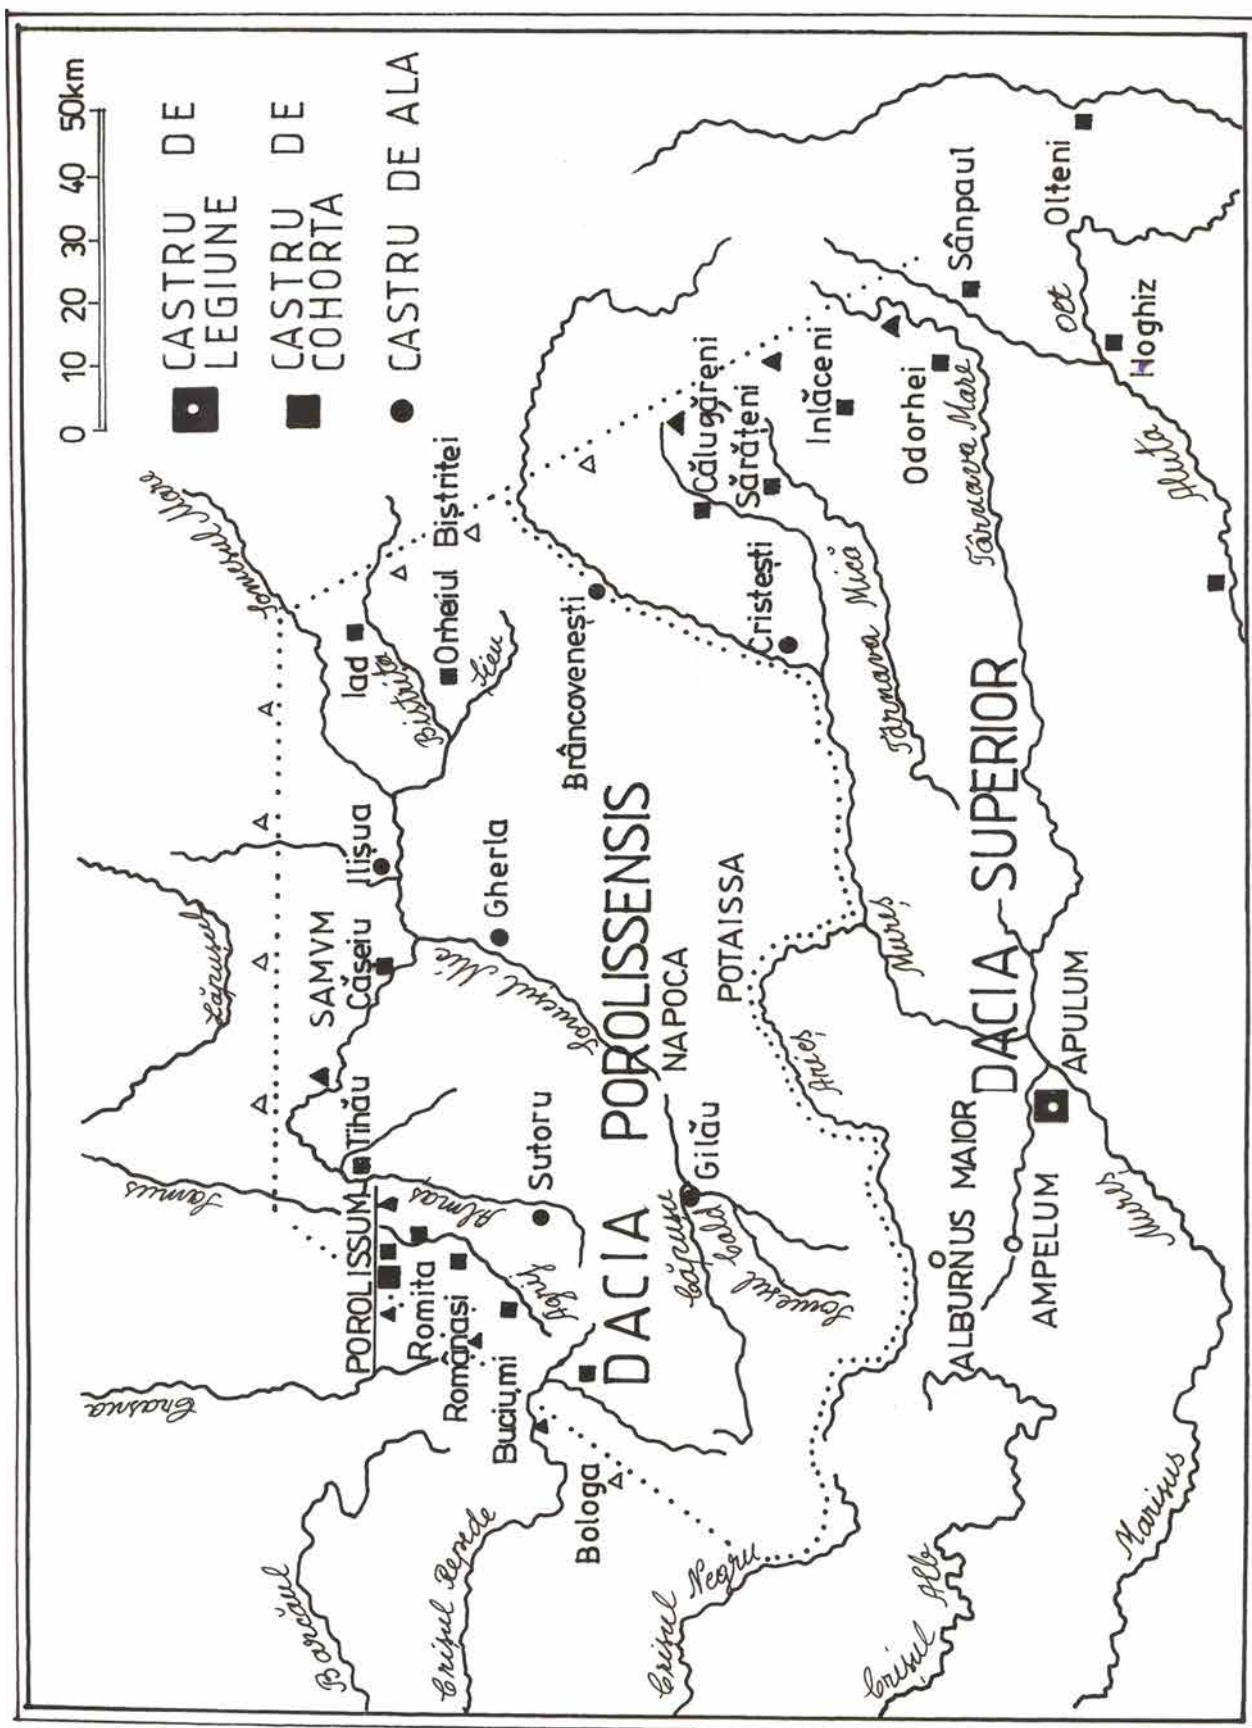 0 10 20 30 40 50km
CASTRU DE
LEGIUNE
CASTRU DE
COHORTA
CASTRU DE ALA
Someșul Mare
Lăpușul
Samus
Crasna
Barcăul
Iad
Bistrița
Orheiul Bistriței
Șieu
Ilișua
SAMVM
Cășeiu
Tihău
POROLISSUM
Almaș
Romita
Românasi
Agrij
Buciumi
Gherla
Someșul Mic
Sutoru
Crișul Repede
Bologa
Brâncovenești
DACIA POROLISSENSIS
NAPOCA
Gilău
Căpuș
Someșul Cald
POTAISSA
Călugăreni
Sărățeni
Cristești
Inlăceni
Odorhei
Sânpaul
Olteni
Olt
Hoghiz
Aluta
Târnava Mică
Târnava Mare
Mureș
Arieș
Crișul Negru
DACIA SUPERIOR
APULUM
ALBURNUS MAIOR
AMPELUM
Mureș
Crișul Alb
Marisus